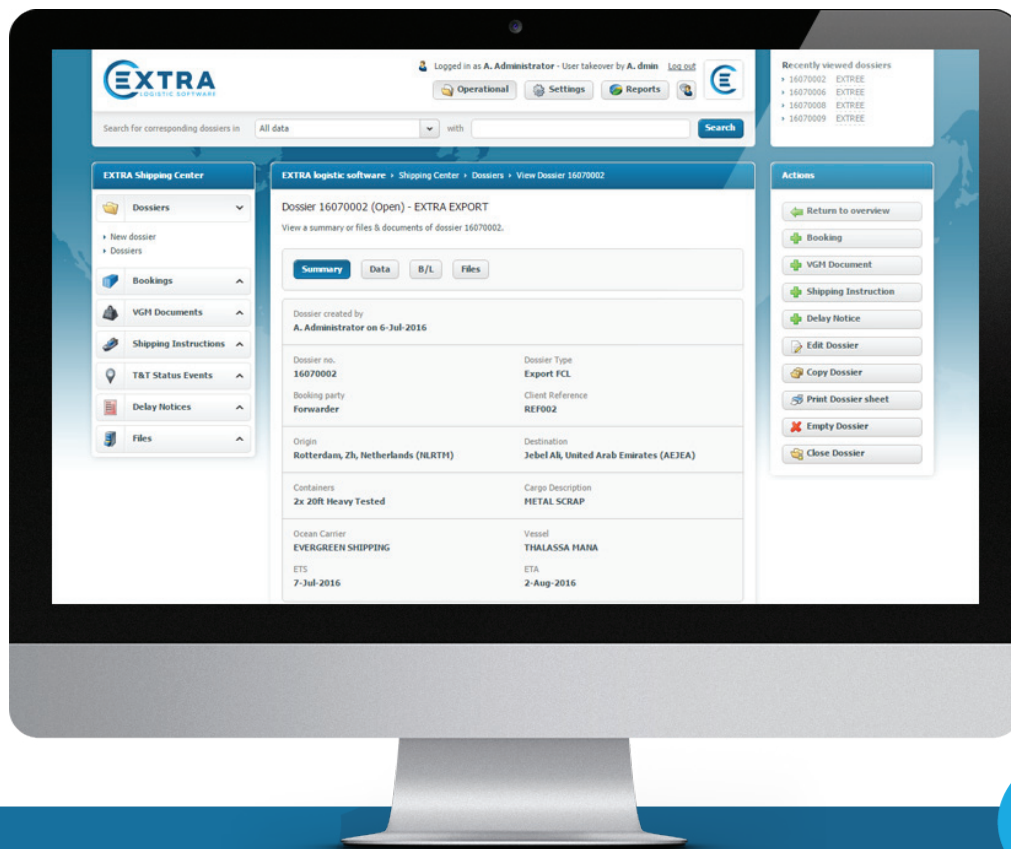 EXTRA
LOGISTIC SOFTWARE
Logged in as A. Administrator - User takeover by A. dmin Log out
Operational Settings Reports
Search for corresponding dossiers in All data with Search
Recently viewed dossiers
16070002 EXTREE
16070006 EXTREE
16070008 EXTREE
16070009 EXTREE
EXTRA Shipping Center
Dossiers
New dossier
Dossiers
Bookings
VGM Documents
Shipping Instructions
T&T Status Events
Delay Notices
Files
EXTRA logistic software › Shipping Center › Dossiers › View Dossier 16070002
Dossier 16070002 (Open) - EXTRA EXPORT
View a summary or files & documents of dossier 16070002.
Summary Data B/L Files
Dossier created by
A. Administrator on 6-Jul-2016
Dossier no. Dossier Type
16070002 Export FCL
Booking party Client Reference
Forwarder REF002
Origin Destination
Rotterdam, Zh, Netherlands (NLRTM) Jebel Ali, United Arab Emirates (AEJEA)
Containers Cargo Description
2x 20ft Heavy Tested METAL SCRAP
Ocean Carrier Vessel
EVERGREEN SHIPPING THALASSA MANA
ETS ETA
7-Jul-2016 2-Aug-2016
Actions
Return to overview
Booking
VGM Document
Shipping Instruction
Delay Notice
Edit Dossier
Copy Dossier
Print Dossier sheet
Empty Dossier
Close Dossier